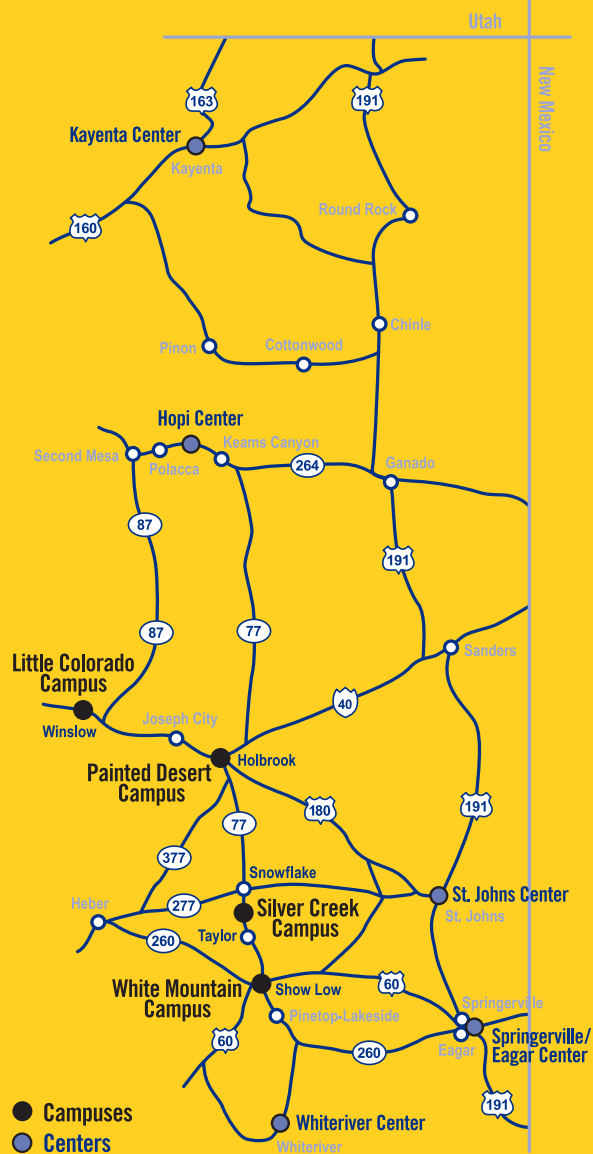 Utah
New Mexico
163
191
Kayenta Center
Kayenta
160
Round Rock
Chinle
Pinon
Cottonwood
Hopi Center
Second Mesa
Polacca
Keams Canyon
264
Ganado
87
191
87
77
Sanders
Little Colorado
Campus
Winslow
Joseph City
40
Holbrook
Painted Desert
Campus
180
191
77
377
Snowflake
277
Heber
Silver Creek
Campus
St. Johns Center
St. Johns
Taylor
260
White Mountain
Campus
Show Low
60
Pinetop-Lakeside
Springerville
60
260
Eagar
Springerville/
Eagar Center
191
Campuses
Centers
Whiteriver Center
Whiteriver